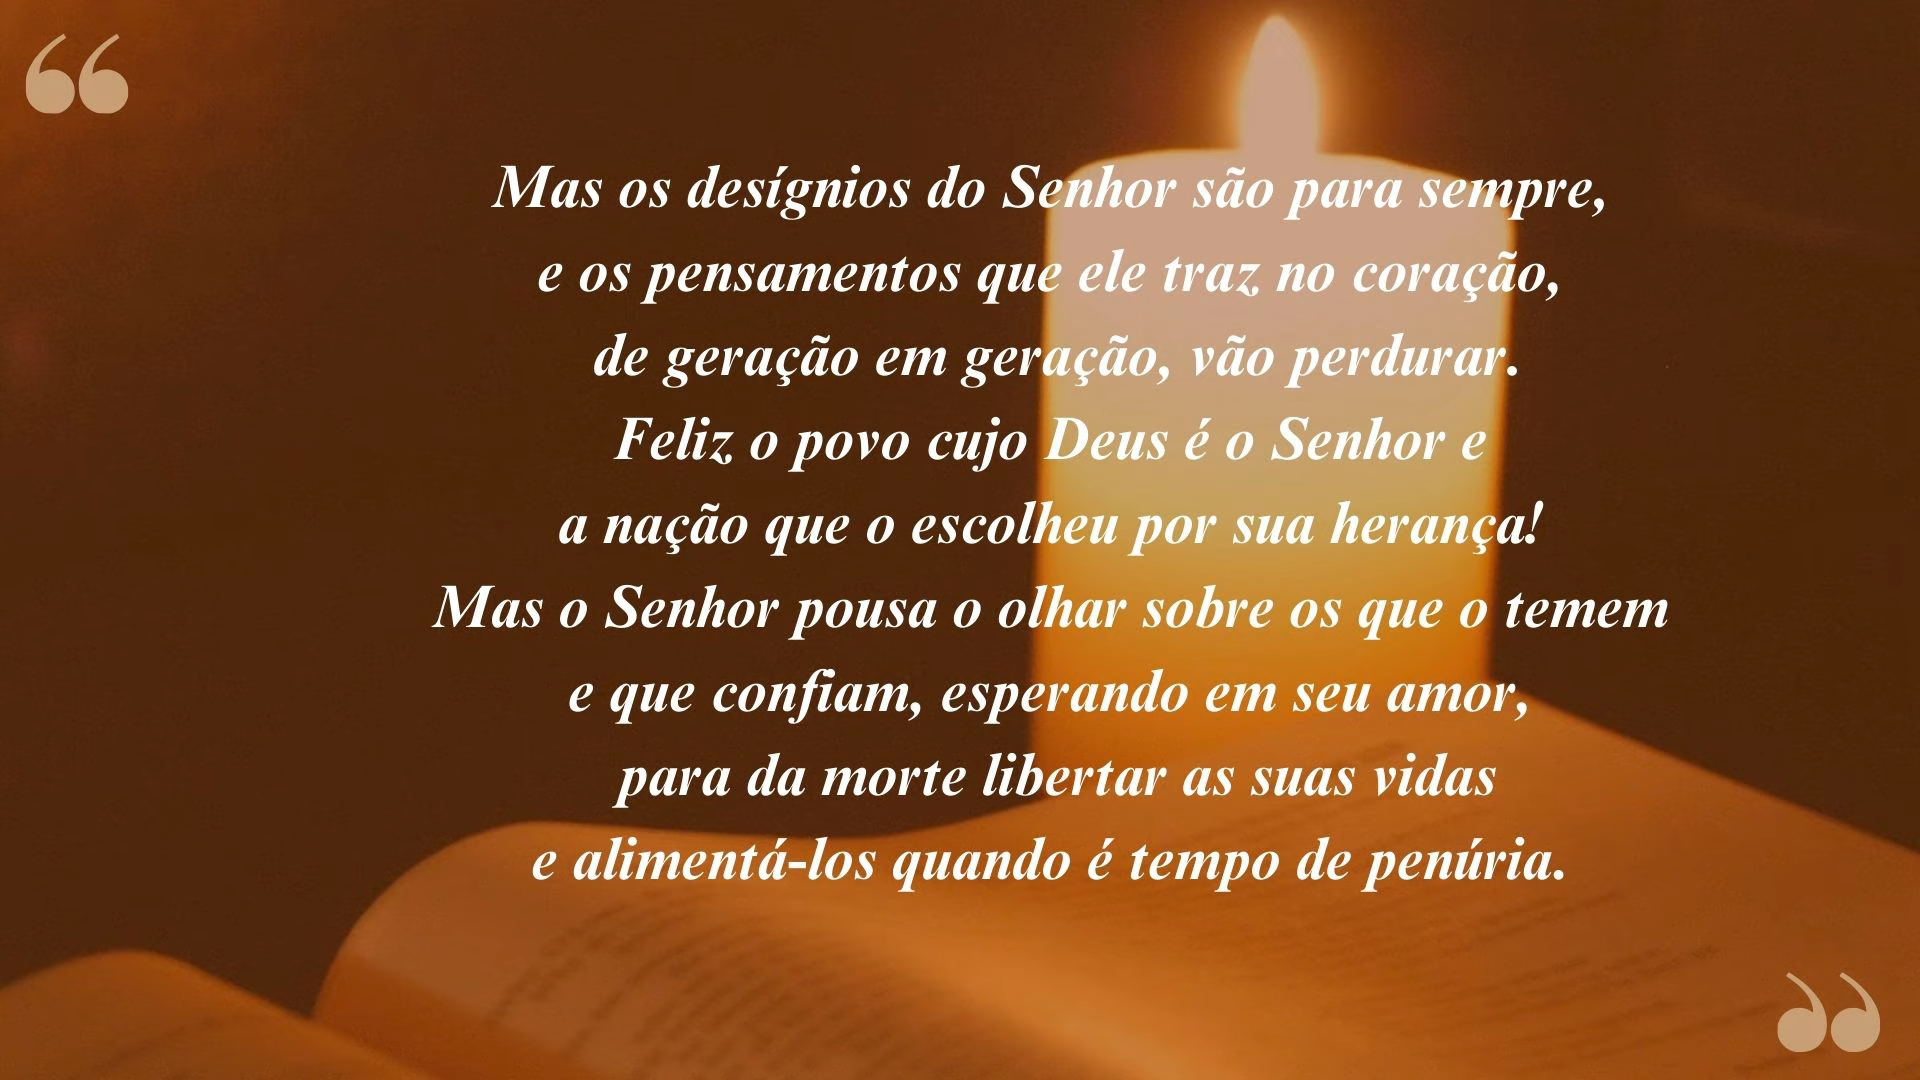 Mas os desígnios do Senhor são para sempre,
e os pensamentos que ele traz no coração,
de geração em geração, vão perdurar.
Feliz o povo cujo Deus é o Senhor e
a nação que o escolheu por sua herança!
Mas o Senhor pousa o olhar sobre os que o temem
e que confiam, esperando em seu amor,
para da morte libertar as suas vidas
e alimentá-los quando é tempo de penúria.